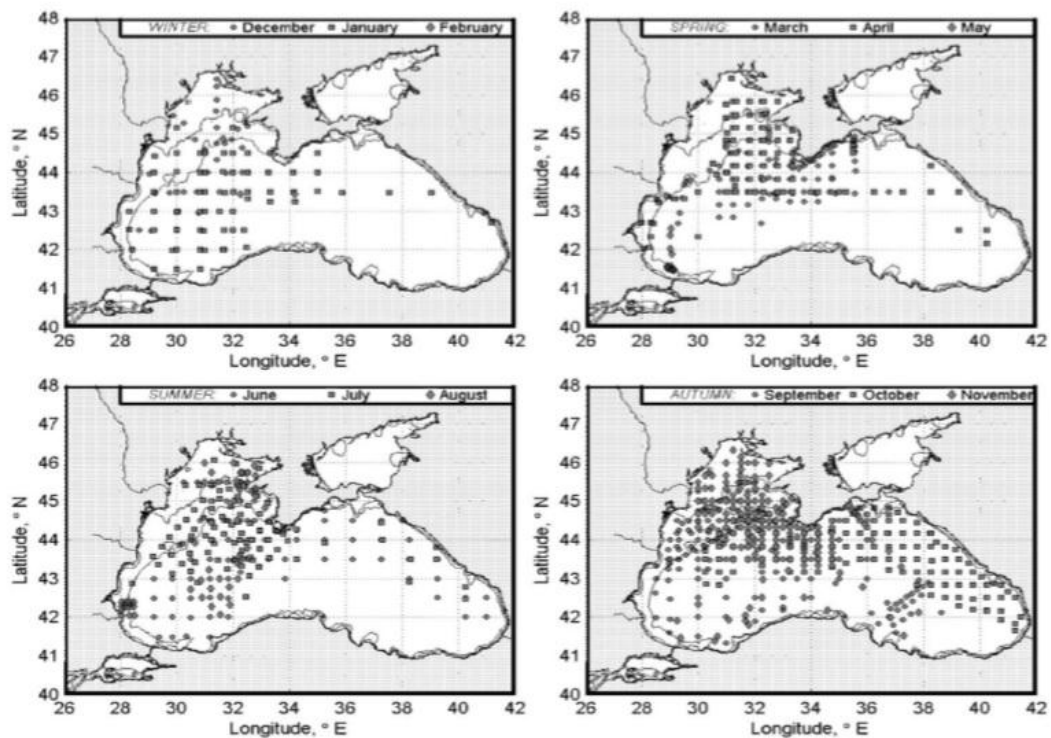 WINTER: December January February
48
47
46
45
44
43
42
41
40
Latitude, ° N
26 28 30 32 34 36 38 40 42
Longitude, ° E
SPRING: March April May
48
47
46
45
44
43
42
41
40
Latitude, ° N
26 28 30 32 34 36 38 40 42
Longitude, ° E
SUMMER: June July August
48
47
46
45
44
43
42
41
40
Latitude, ° N
26 28 30 32 34 36 38 40 42
Longitude, ° E
AUTUMN: September October November
48
47
46
45
44
43
42
41
40
Latitude, ° N
26 28 30 32 34 36 38 40 42
Longitude, ° E